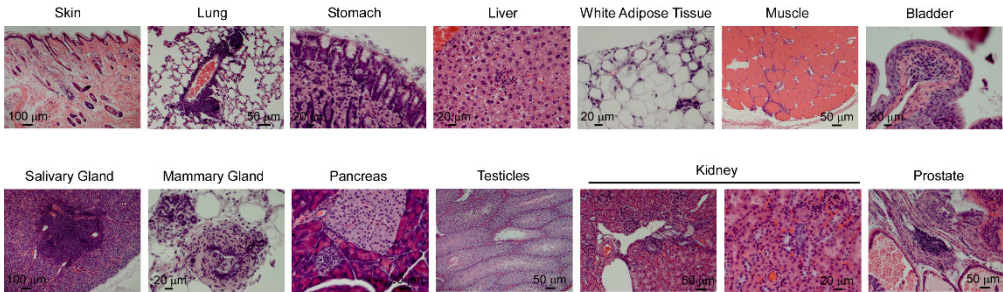 Skin Lung Stomach Liver White Adipose Tissue Muscle Bladder
100 μm 50 μm 20 μm 20 μm 20 μm 50 μm 20 μm
Salivary Gland Mammary Gland Pancreas Testicles Kidney Prostate
100 μm 20 μm 50 μm 50 μm 20 μm 50 μm